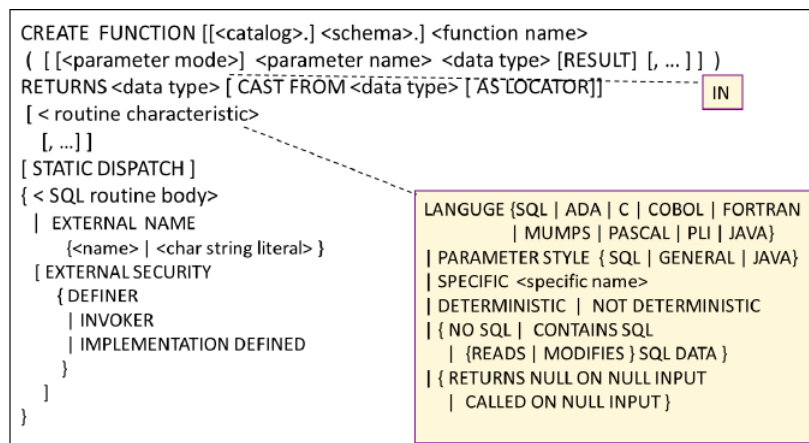 CREATE FUNCTION [[<catalog>.] <schema>.] <function name>
( [ [<parameter mode>] <parameter name> <data type> [RESULT] [, … ] ] )
RETURNS <data type> [ CAST FROM <data type> [ AS LOCATOR]]
IN
[ < routine characteristic>
[, …] ]
[ STATIC DISPATCH ]
{ < SQL routine body>
| EXTERNAL NAME
{<name> | <char string literal> }
[ EXTERNAL SECURITY
{ DEFINER
| INVOKER
| IMPLEMENTATION DEFINED
}
]
}
LANGUGE {SQL | ADA | C | COBOL | FORTRAN
| MUMPS | PASCAL | PLI | JAVA}
| PARAMETER STYLE { SQL | GENERAL | JAVA}
| SPECIFIC <specific name>
| DETERMINISTIC | NOT DETERMINISTIC
| { NO SQL | CONTAINS SQL
| {READS | MODIFIES } SQL DATA }
| { RETURNS NULL ON NULL INPUT
| CALLED ON NULL INPUT }